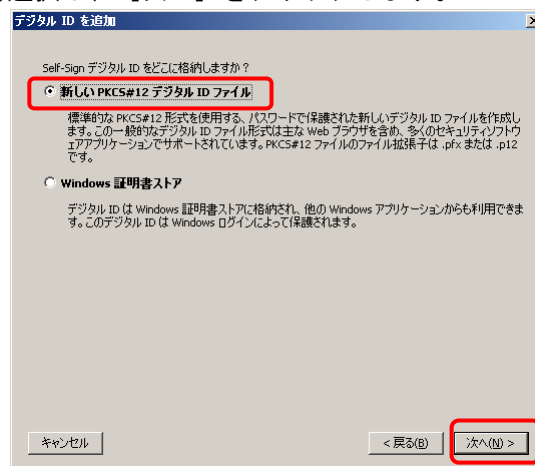 デジタル ID を追加
Self-Sign デジタル ID をどこに格納しますか？
新しい PKCS#12 デジタル ID ファイル
標準的な PKCS#12 形式を使用する、パスワードで保護された新しいデジタル ID ファイルを作成し
ます。この一般的なデジタル ID ファイル形式は主な Web ブラウザを含め、多くのセキュリティソフトウ
ェアアプリケーションでサポートされています。PKCS#12 ファイルのファイル拡張子は .pfx または .p12
です。
Windows 証明書ストア
デジタル ID は Windows 証明書ストアに格納され、他の Windows アプリケーションからも利用できま
す。このデジタル ID は Windows ログインによって保護されます。
キャンセル
< 戻る(B)
次へ(N) >